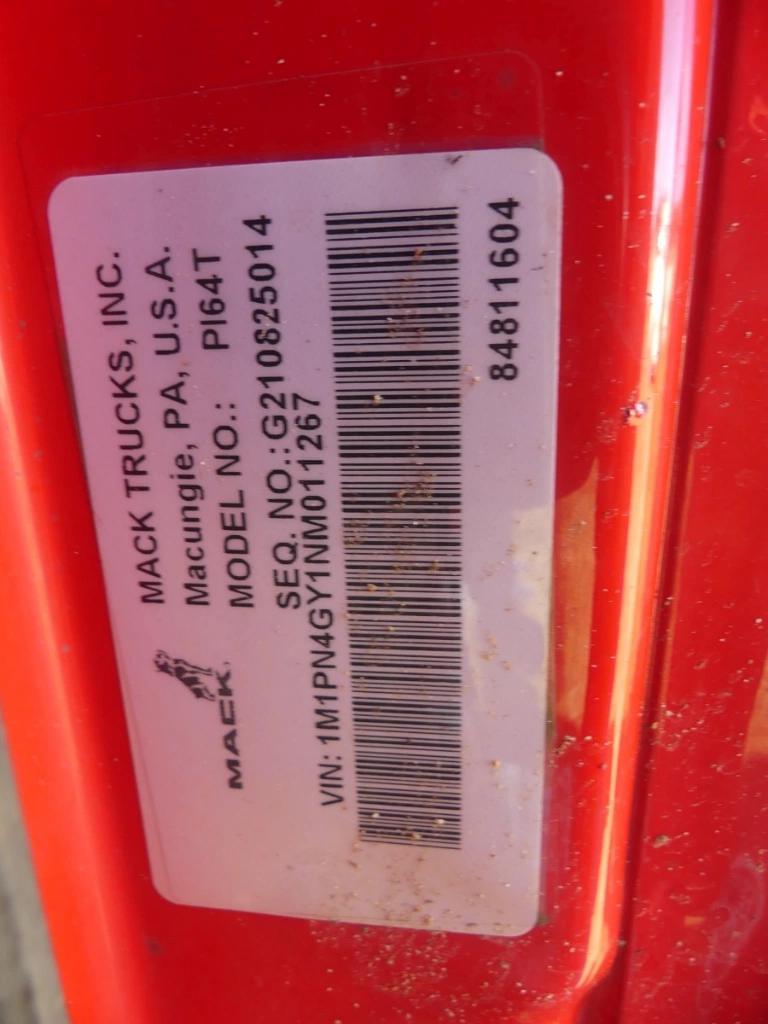 MACK TRUCKS, INC.
Macungie, PA, U.S.A.
MODEL NO.: PI64T
SEQ. NO.: G210825014
MACK
VIN: 1M1PN4GY1NM011267
84811604